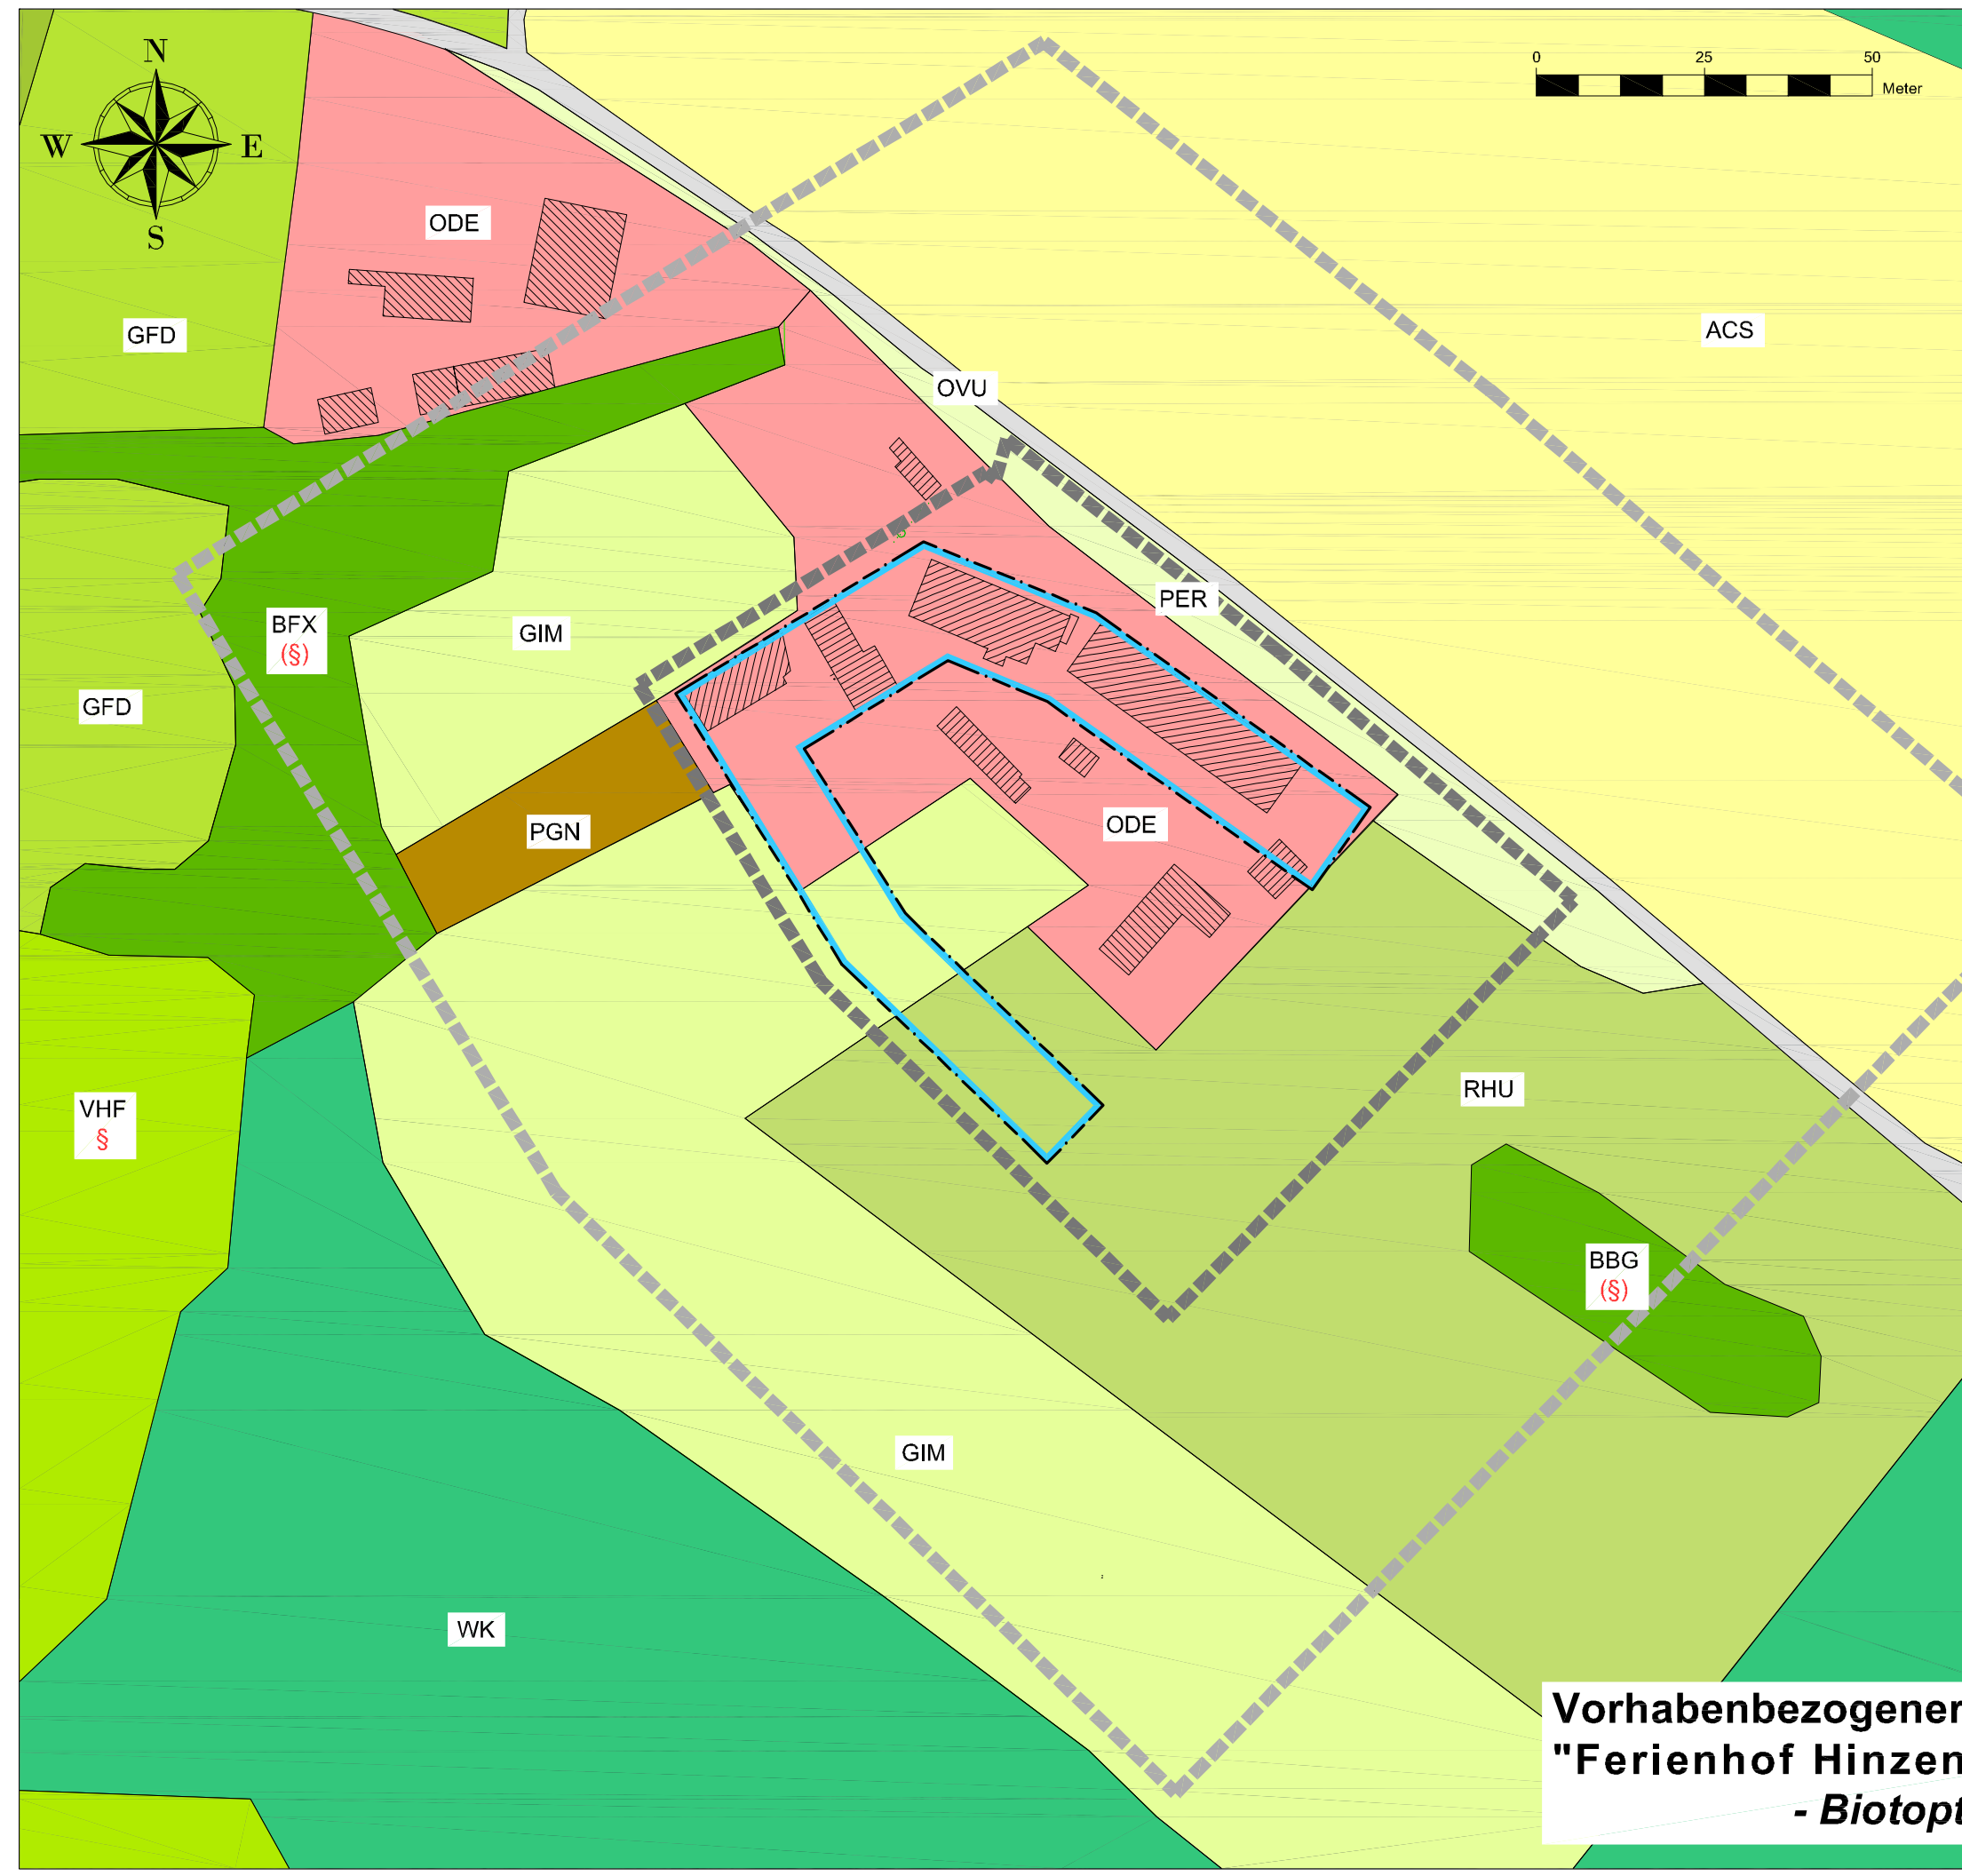 N
W E
S
0 25 50
Meter
ODE
GFD
ACS
OVU
PER
BFX
(§)
GIM
GFD
PGN
ODE
RHU
VHF
§
BBG
(§)
GIM
WK
Vorhabenbezogener
"Ferienhof Hinzen
- Biotopt